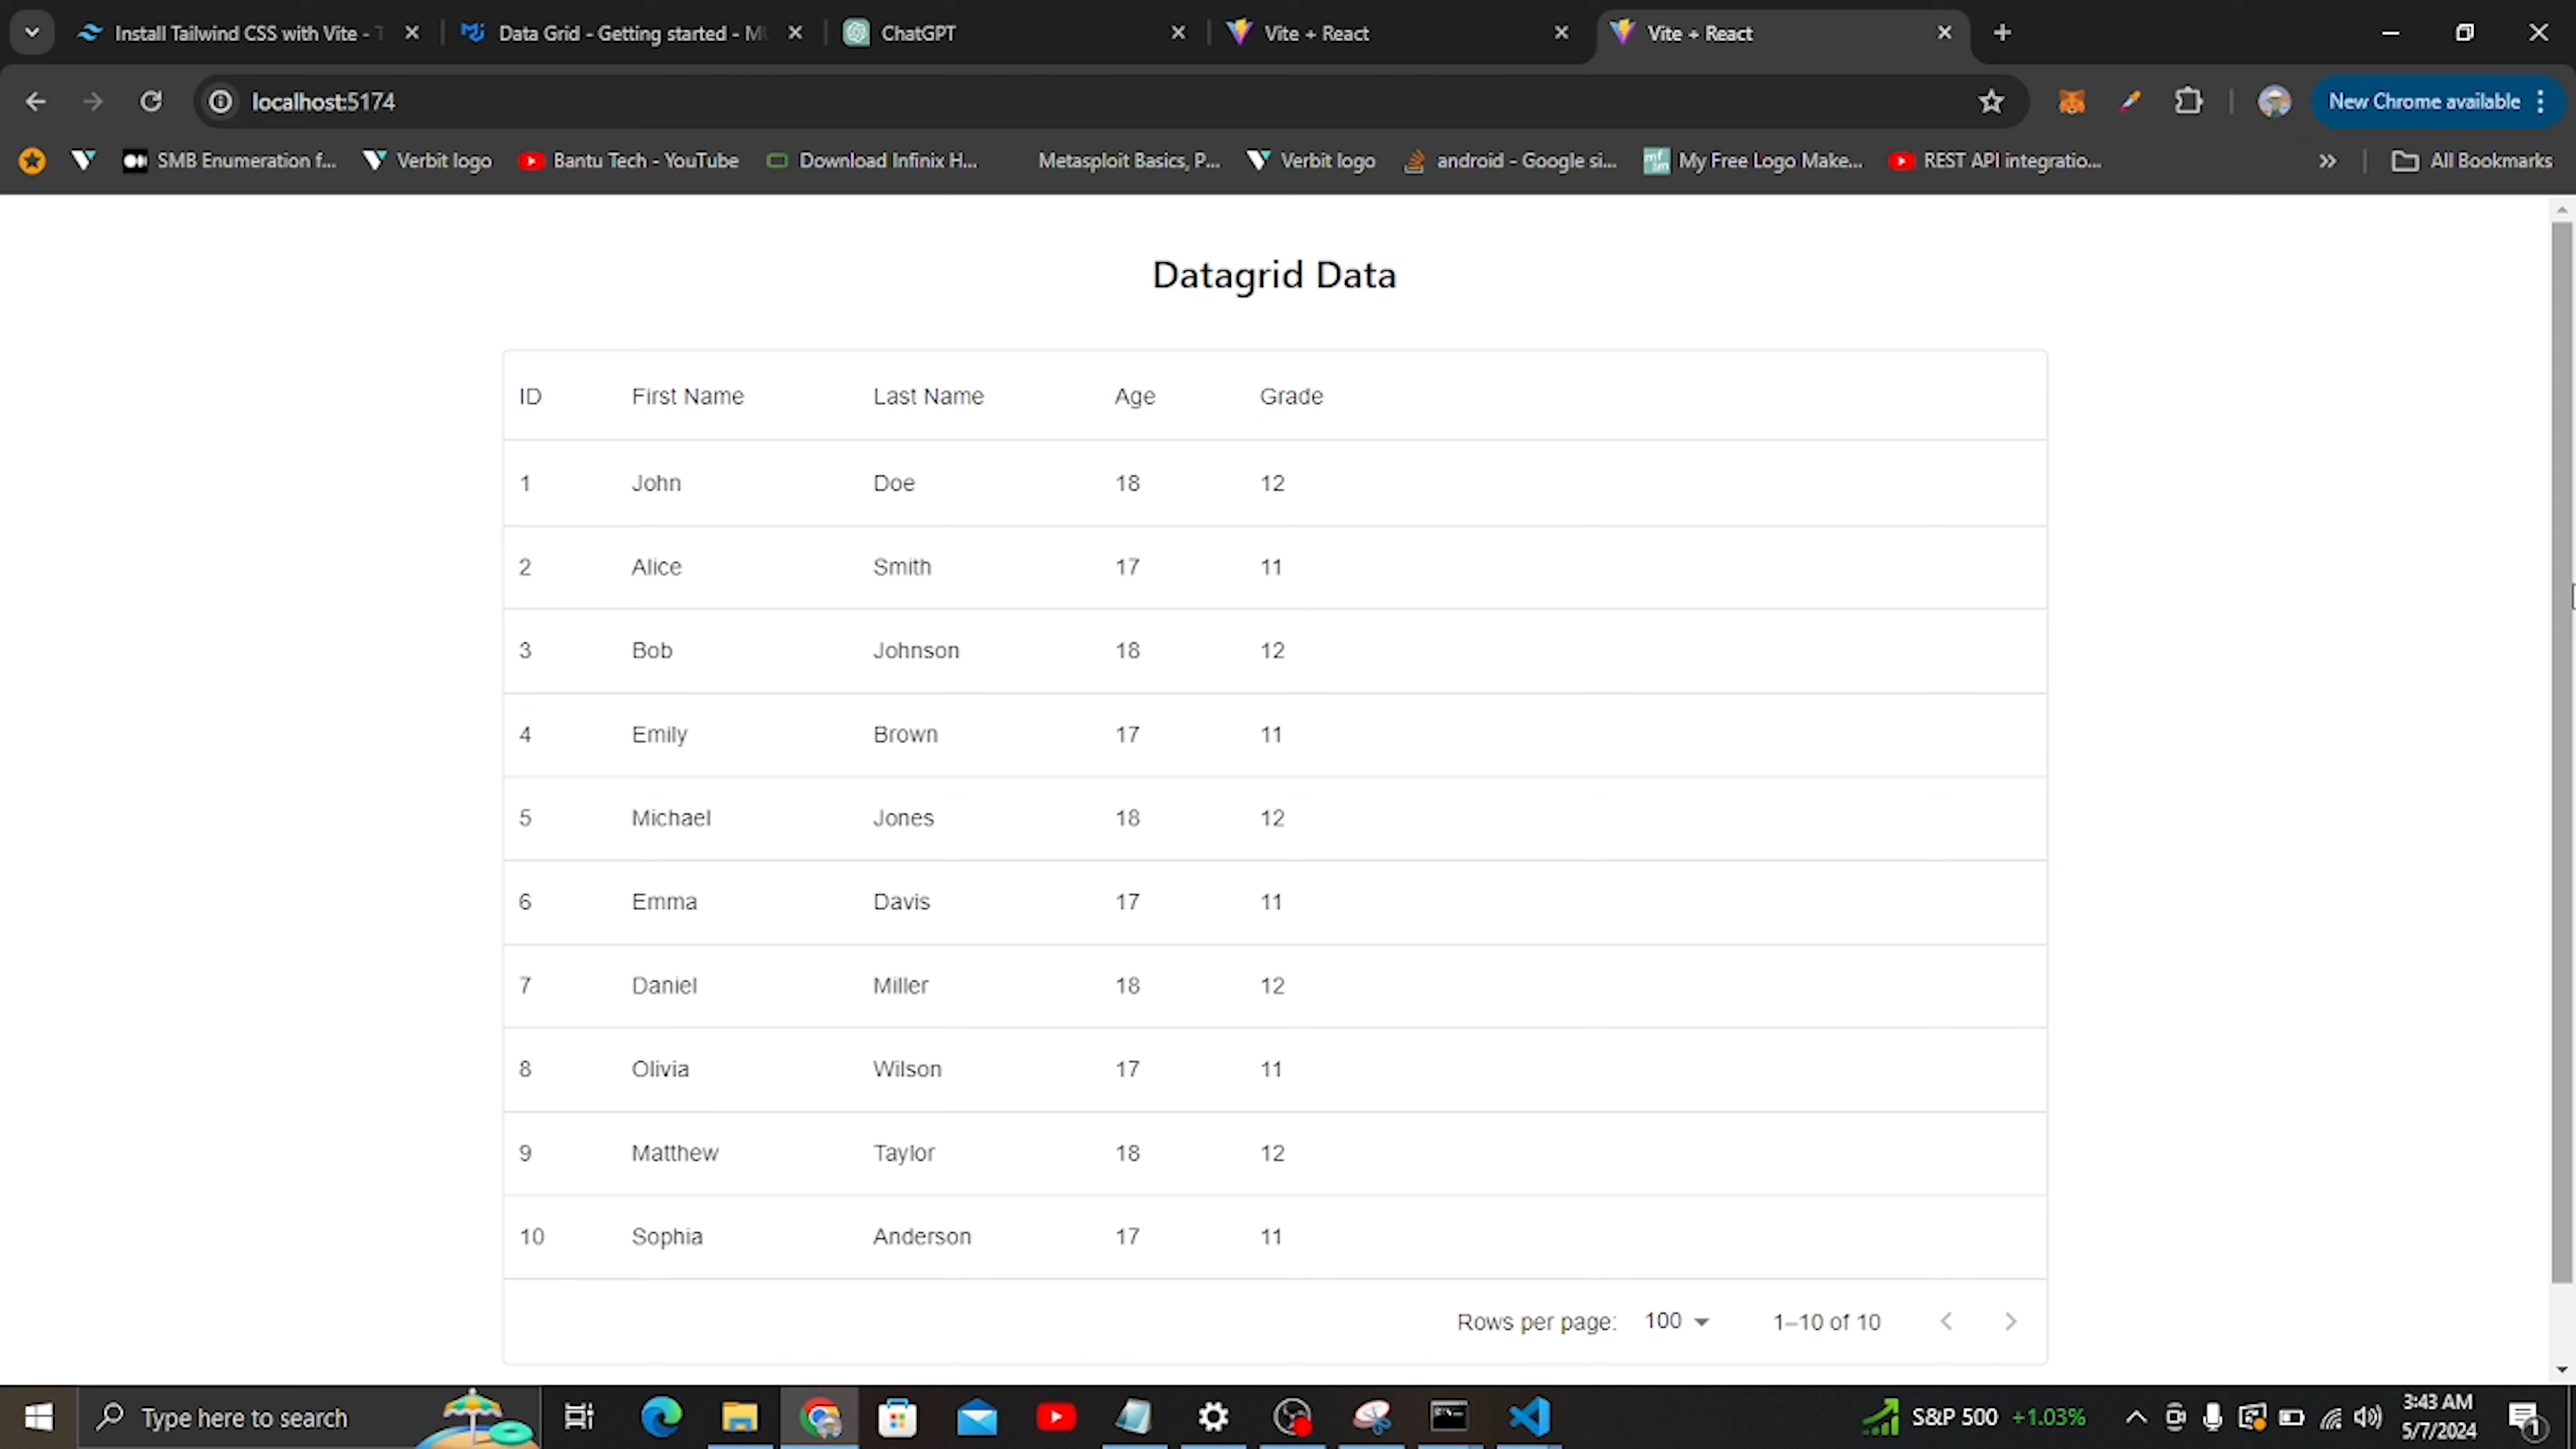 Install Tailwind CSS with Vite - T
Data Grid - Getting started - MU
ChatGPT
Vite + React
Vite + React
localhost:5174
New Chrome available
SMB Enumeration f...
Verbit logo
Bantu Tech - YouTube
Download Infinix H...
Metasploit Basics, P...
Verbit logo
android - Google si...
mf lm
My Free Logo Make...
REST API integratio...
All Bookmarks
Datagrid Data
ID First Name Last Name Age Grade
1 John Doe 18 12
2 Alice Smith 17 11
3 Bob Johnson 18 12
4 Emily Brown 17 11
5 Michael Jones 18 12
6 Emma Davis 17 11
7 Daniel Miller 18 12
8 Olivia Wilson 17 11
9 Matthew Taylor 18 12
10 Sophia Anderson 17 11
Rows per page: 100 1–10 of 10
Type here to search
S&P 500 +1.03%
3:43 AM
5/7/2024
1